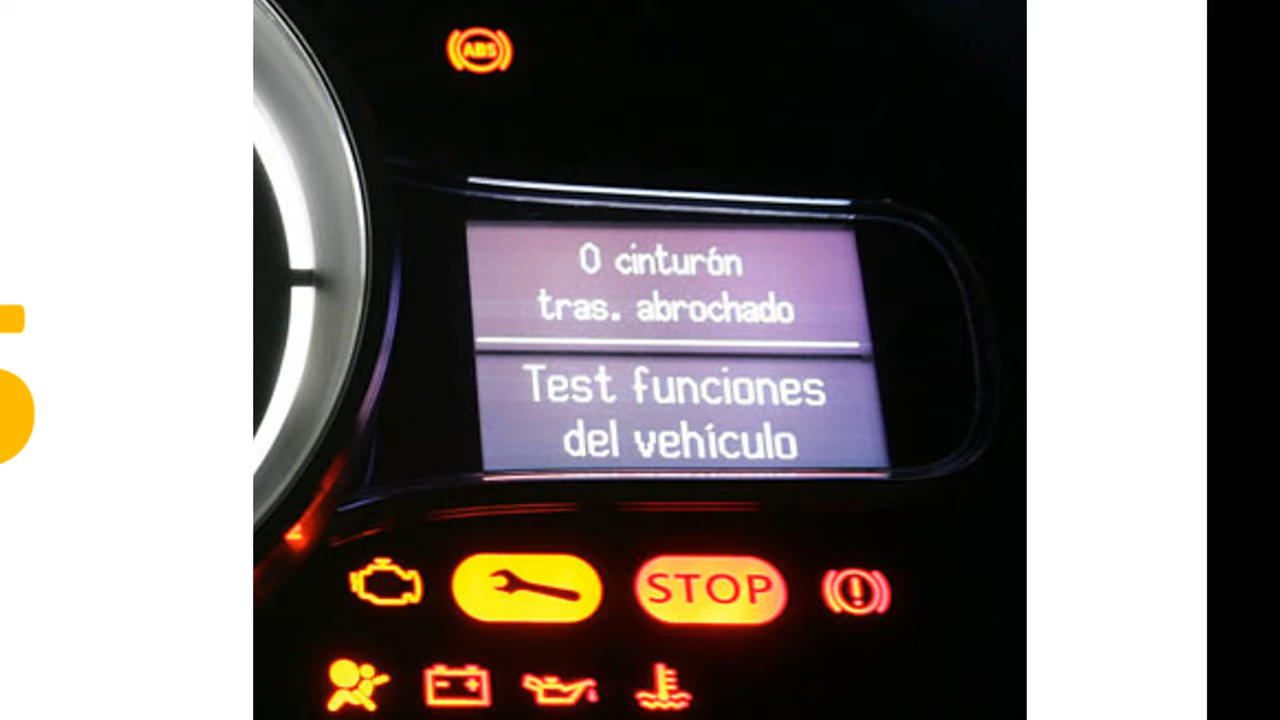 ABS
0 cinturón
tras. abrochado
Test funciones
del vehículo
STOP